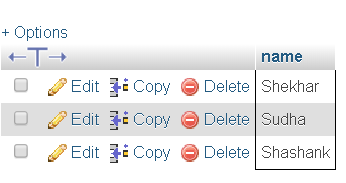 + Options
name
Edit Copy Delete Shekhar
Edit Copy Delete Sudha
Edit Copy Delete Shashank